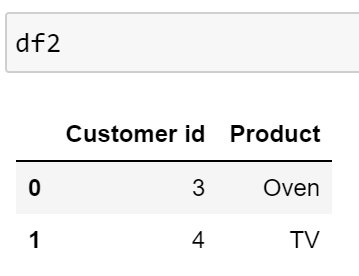 df2
Customer id Product
0 3 Oven
1 4 TV